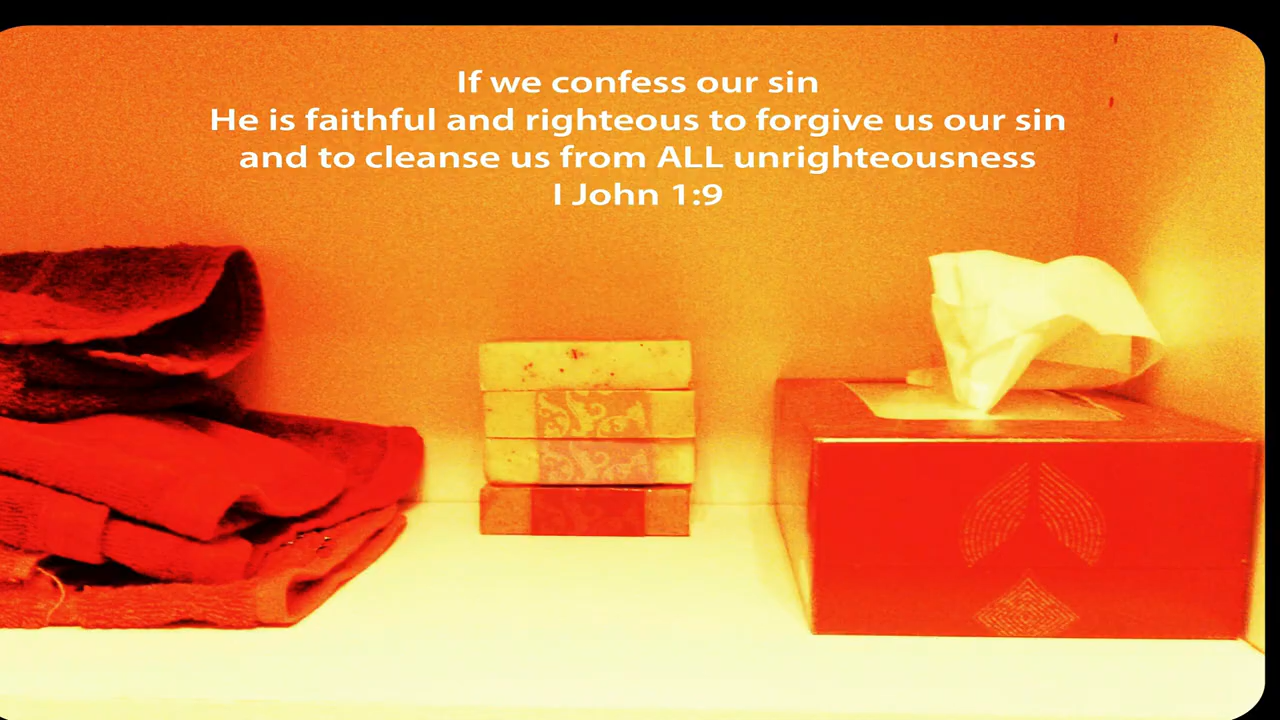 If we confess our sin
He is faithful and righteous to forgive us our sin
and to cleanse us from ALL unrighteousness
I John 1:9